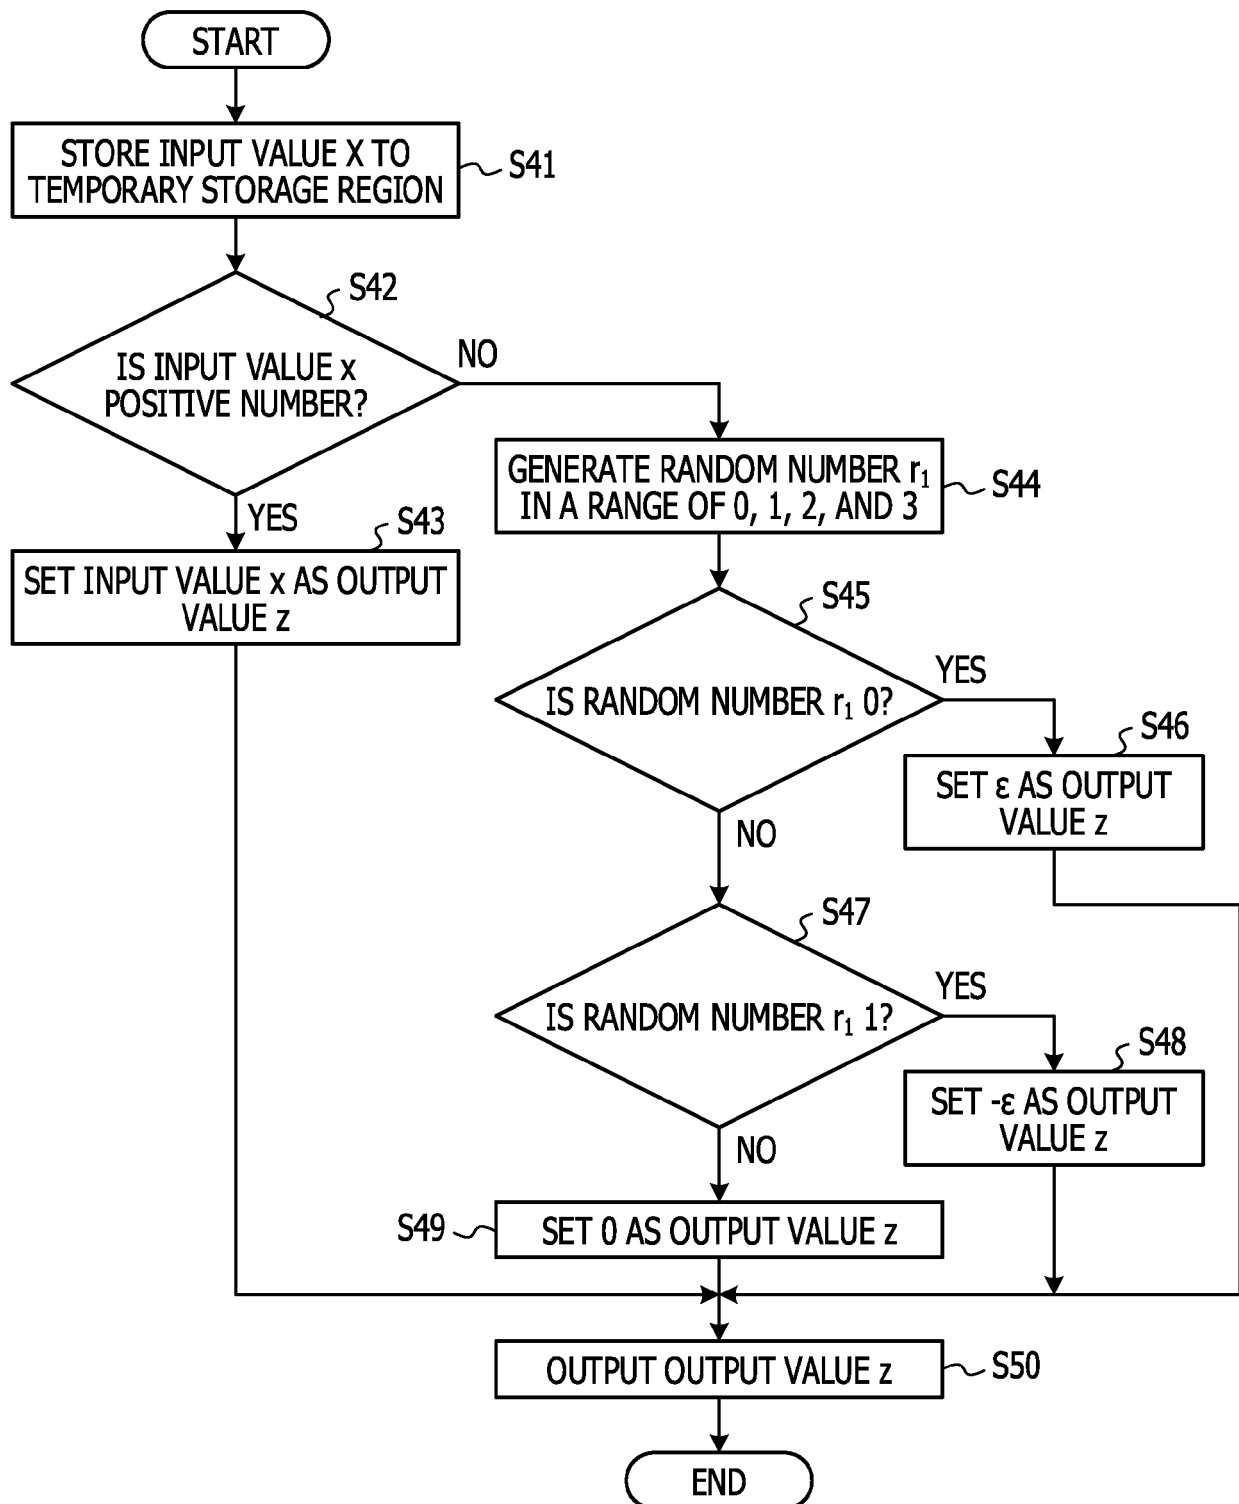 START
STORE INPUT VALUE X TO
TEMPORARY STORAGE REGION
S41
S42
IS INPUT VALUE x
POSITIVE NUMBER?
NO
YES
S43
SET INPUT VALUE x AS OUTPUT
VALUE z
GENERATE RANDOM NUMBER r₁
IN A RANGE OF 0, 1, 2, AND 3
S44
S45
IS RANDOM NUMBER r₁ 0?
YES
S46
SET ε AS OUTPUT
VALUE z
NO
S47
IS RANDOM NUMBER r₁ 1?
YES
S48
SET -ε AS OUTPUT
VALUE z
NO
S49
SET 0 AS OUTPUT VALUE z
OUTPUT OUTPUT VALUE z
S50
END